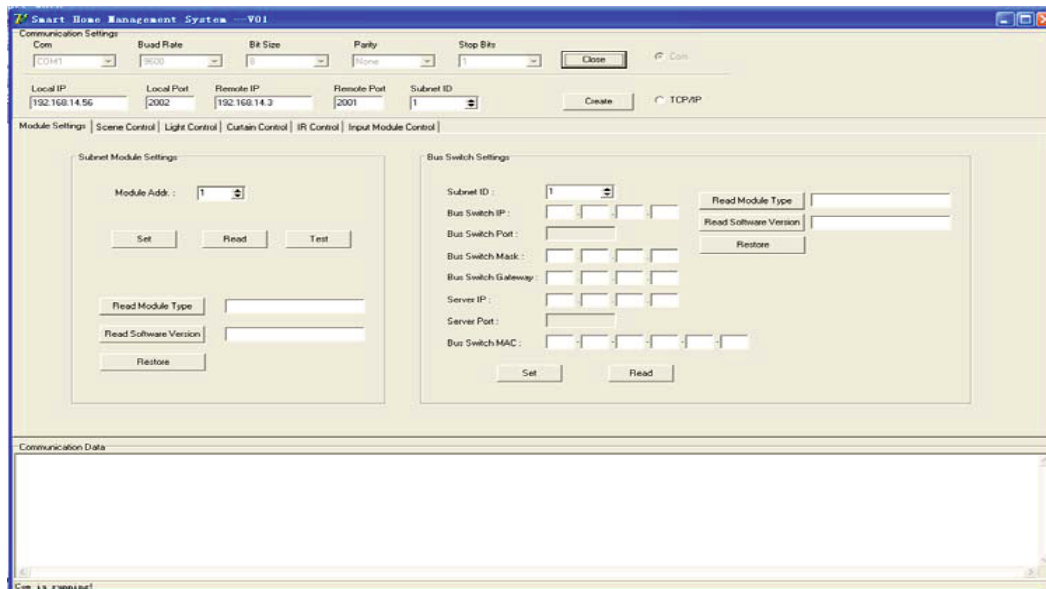 Smart Home Management System --V01
Communication Settings
Com Buad Rate Bit Size Parity Stop Bits
COM1 9600 8 None 1 Close Com
Local IP Local Port Remote IP Remote Port Subnet ID
192.168.14.56 2002 192.168.14.3 2001 1 Create TCP/IP
Module Settings Scene Control Light Control Curtain Control IR Control Input Module Control
Subnet Module Settings
Module Addr. : 1
Set Read Test
Read Module Type
Read Software Version
Restore
Bus Switch Settings
Subnet ID : 1
Bus Switch IP :
Bus Switch Port :
Bus Switch Mask :
Bus Switch Gateway :
Server IP :
Server Port :
Bus Switch MAC :
Set Read
Read Module Type
Read Software Version
Restore
Communication Data
Com is running!